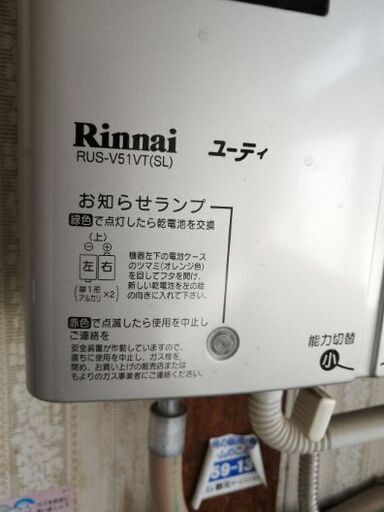 Rinnai ユーティ
RUS-V51VT(SL)
お知らせランプ
緑色で点灯したら乾電池を交換
(上)
⊖ ⊕
左 右
(単1形
アルカリ×2)
機器左下の電池ケース
のツマミ(オレンジ色)
を回してフタを開け、
新しい乾電池を左の絵
の向きに入れて下さい。
赤色で点滅したら使用を中止し
ご連絡を
安全装置が作動していますので、
直ちに使用を中止し、ガス栓を
閉め、お買い上げの販売店または
もよりのガス事業者にご連絡下さい。
能力切替
小